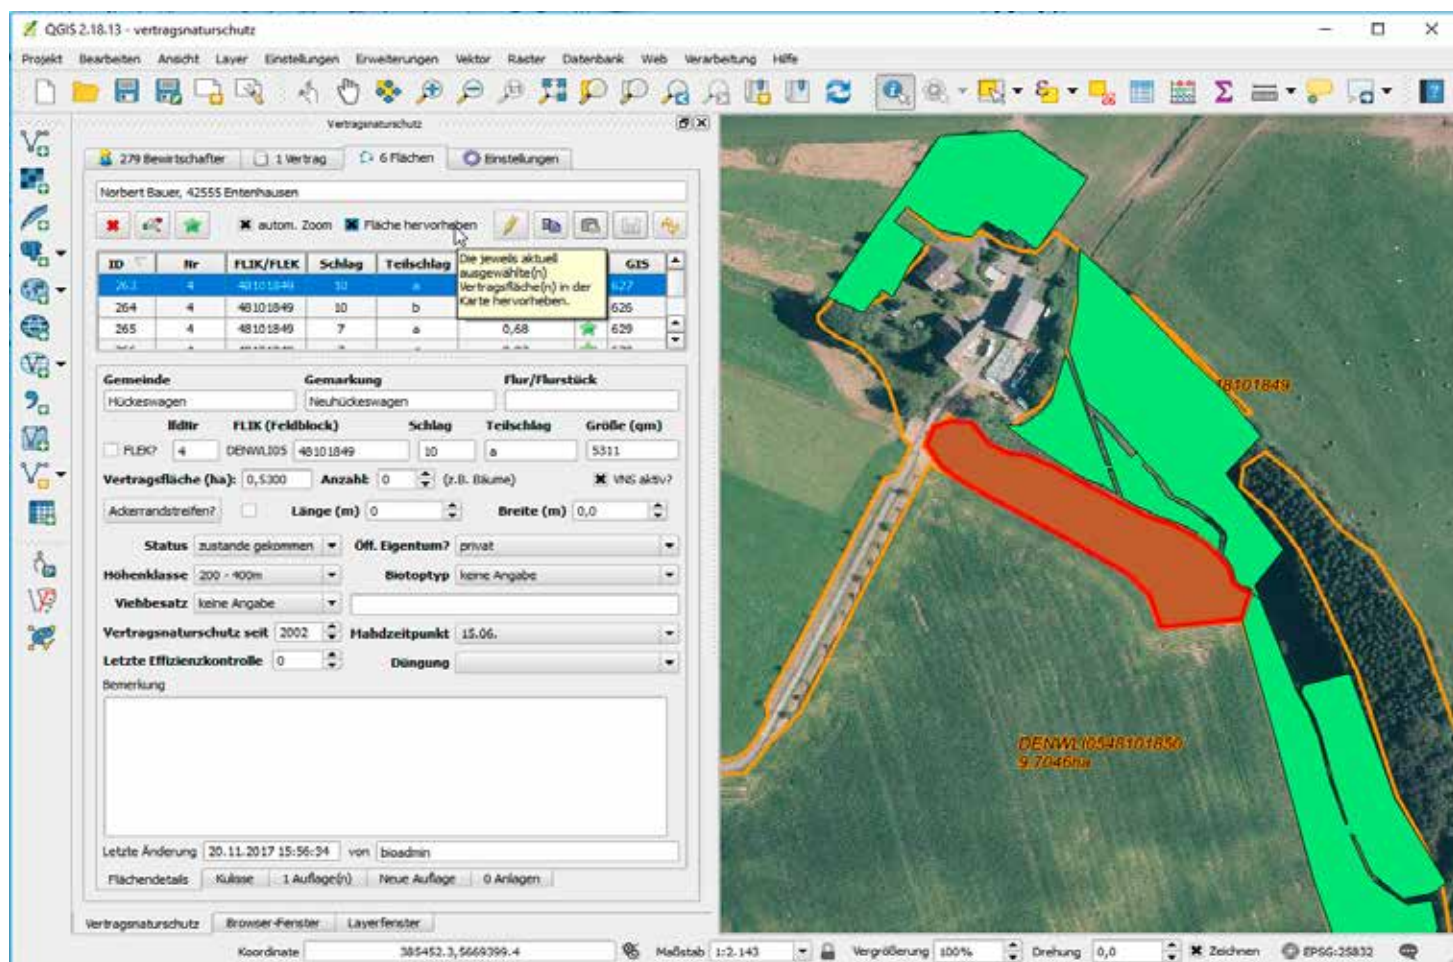 QGIS 2.18.13 - vertragsnaturschutz
Projekt Bearbeiten Ansicht Layer Einstellungen Erweiterungen Vektor Raster Datenbank Web Verarbeitung Hilfe
Vertragsnaturschutz
279 Bewirtschafter 1 Vertrag 6 Flächen Einstellungen
Norbert Bauer, 42555 Entenhausen
autom. Zoom Fläche hervorheben
ID Nr FLIK/FLEK Schlag Teilschlag GIS
Die jeweils aktuell
ausgewählte(n)
Vertragsfläche(n) in der
Karte hervorheben.
263 4 48101849 10 a 627
264 4 48101849 10 b 626
265 4 48101849 7 a 0,68 629
Gemeinde Gemarkung Flur/Flurstück
Hückeswagen Neuhückeswagen
lfdNr FLIK (Feldblock) Schlag Teilschlag Größe (qm)
FLEK? 4 DENWLI05 48101849 10 a 5311
Vertragsfläche (ha): 0,5300 Anzahl: 0 (z.B. Bäume) VNS aktiv?
Ackerrandstreifen? Länge (m) 0 Breite (m) 0,0
Status zustande gekommen Öff. Eigentum? privat
Höhenklasse 200 - 400m Biotoptyp keine Angabe
Viehbesatz keine Angabe
Vertragsnaturschutz seit 2002 Mahdzeitpunkt 15.06.
Letzte Effizienzkontrolle 0 Düngung
Bemerkung
Letzte Änderung 20.11.2017 15:56:34 von bioadmin
Flächendetails Kulisse 1 Auflage(n) Neue Auflage 0 Anlagen
Vertragsnaturschutz Browser-Fenster Layerfenster
48101849
DENWLI0548101850
9.7046ha
Koordinate 385452.3,5669399.4 Maßstab 1:2.143 Vergrößerung 100% Drehung 0,0 Zeichnen EPSG:25832